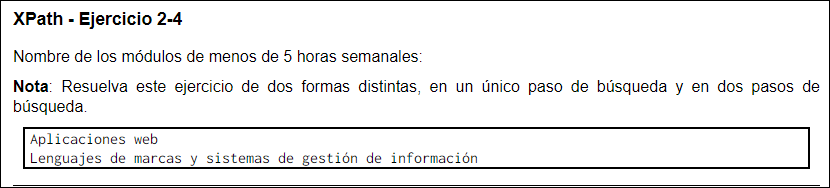 XPath - Ejercicio 2-4
Nombre de los módulos de menos de 5 horas semanales:
Nota: Resuelva este ejercicio de dos formas distintas, en un único paso de búsqueda y en dos pasos de
búsqueda.
Aplicaciones web
Lenguajes de marcas y sistemas de gestión de información